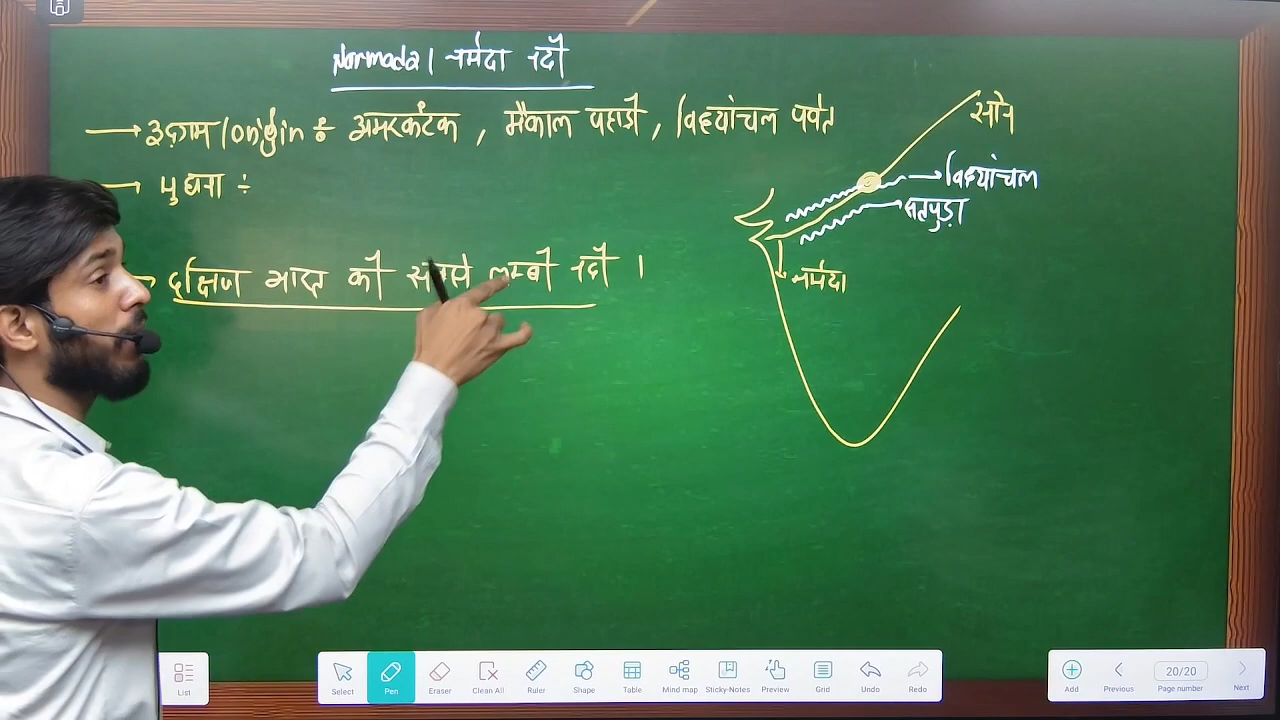 Narmada / नर्मदा नदी
उद्गम / origin :- अमरकंटक , मैकाल पहाड़ी , विंध्यांचल पर्वत
मुहाना ÷
दक्षिण भारत की सबसे लम्बी नदी ।
सोन
विंध्यांचल
सतपुड़ा
नर्मदा
List
Select
Pen
Eraser
Clean All
Ruler
Shape
Table
Mind map
Sticky-Notes
Preview
Grid
Undo
Redo
Add
Previous
20/20
Page number
Next